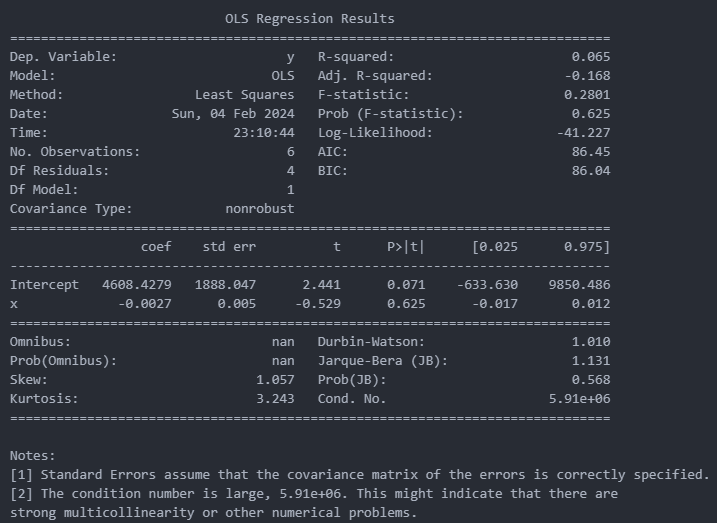 OLS Regression Results
==============================================================================
Dep. Variable:                      y   R-squared:                       0.065
Model:                            OLS   Adj. R-squared:                 -0.168
Method:                 Least Squares   F-statistic:                    0.2801
Date:                Sun, 04 Feb 2024   Prob (F-statistic):              0.625
Time:                        23:10:44   Log-Likelihood:                -41.227
No. Observations:                   6   AIC:                             86.45
Df Residuals:                       4   BIC:                             86.04
Df Model:                           1
Covariance Type:            nonrobust
==============================================================================
                 coef    std err          t      P>|t|      [0.025      0.975]
------------------------------------------------------------------------------
Intercept   4608.4279   1888.047      2.441      0.071    -633.630    9850.486
x             -0.0027      0.005     -0.529      0.625      -0.017       0.012
==============================================================================
Omnibus:                          nan   Durbin-Watson:                   1.010
Prob(Omnibus):                    nan   Jarque-Bera (JB):                1.131
Skew:                           1.057   Prob(JB):                        0.568
Kurtosis:                       3.243   Cond. No.                     5.91e+06
==============================================================================
Notes:
[1] Standard Errors assume that the covariance matrix of the errors is correctly specified.
[2] The condition number is large, 5.91e+06. This might indicate that there are
strong multicollinearity or other numerical problems.